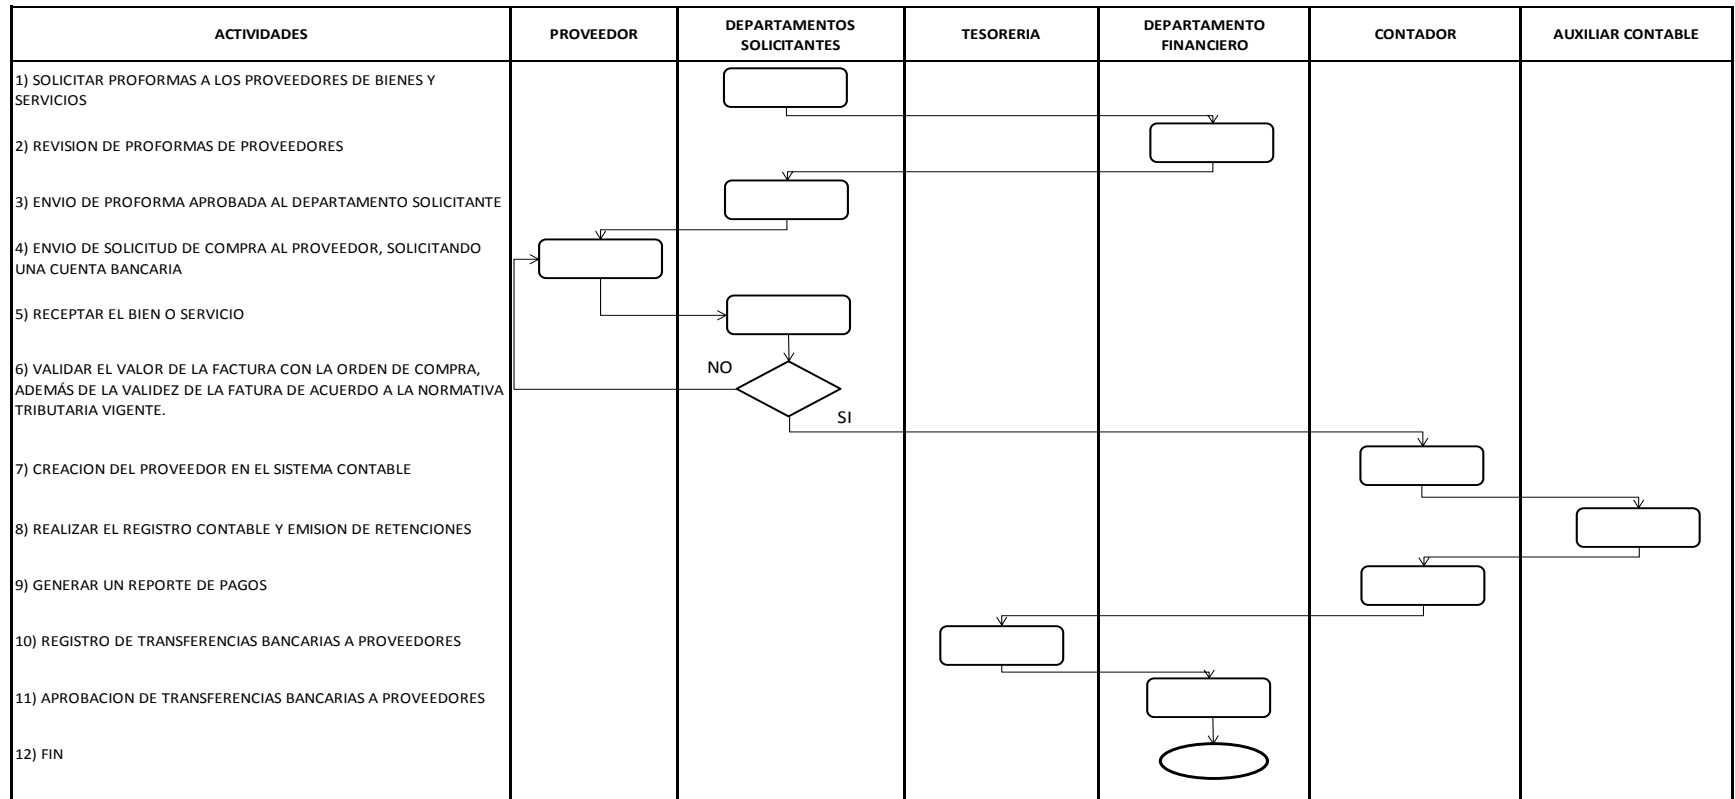 ACTIVIDADES
PROVEEDOR
DEPARTAMENTOS
SOLICITANTES
TESORERIA
DEPARTAMENTO
FINANCIERO
CONTADOR
AUXILIAR CONTABLE
1) SOLICITAR PROFORMAS A LOS PROVEEDORES DE BIENES Y
SERVICIOS
2) REVISION DE PROFORMAS DE PROVEEDORES
3) ENVIO DE PROFORMA APROBADA AL DEPARTAMENTO SOLICITANTE
4) ENVIO DE SOLICITUD DE COMPRA AL PROVEEDOR, SOLICITANDO
UNA CUENTA BANCARIA
5) RECEPTAR EL BIEN O SERVICIO
6) VALIDAR EL VALOR DE LA FACTURA CON LA ORDEN DE COMPRA,
ADEMÁS DE LA VALIDEZ DE LA FATURA DE ACUERDO A LA NORMATIVA
TRIBUTARIA VIGENTE.
NO
SI
7) CREACION DEL PROVEEDOR EN EL SISTEMA CONTABLE
8) REALIZAR EL REGISTRO CONTABLE Y EMISION DE RETENCIONES
9) GENERAR UN REPORTE DE PAGOS
10) REGISTRO DE TRANSFERENCIAS BANCARIAS A PROVEEDORES
11) APROBACION DE TRANSFERENCIAS BANCARIAS A PROVEEDORES
12) FIN